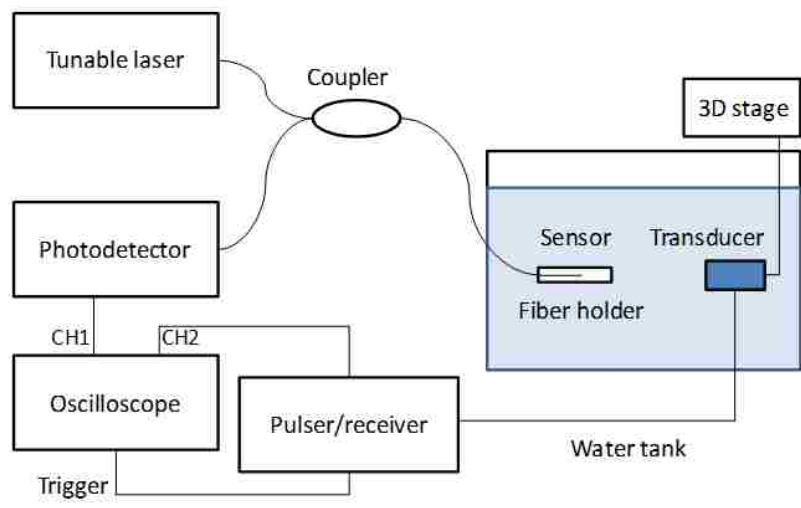 Tunable laser
Coupler
3D stage
Photodetector
Sensor
Transducer
Fiber holder
CH1
CH2
Oscilloscope
Pulser/receiver
Water tank
Trigger